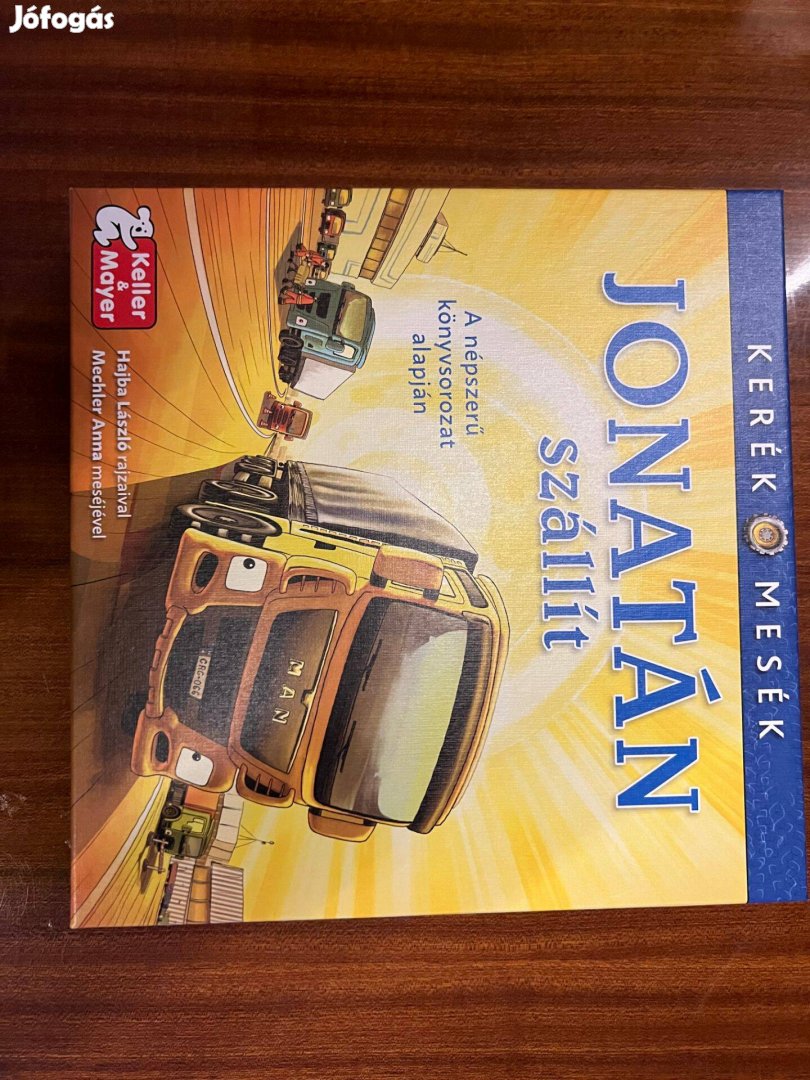 Jófogás
KERÉK MESÉK
JONATÁN
szállít
A népszerű
könyvsorozat
alapján
MAN
Keller
&
Mayer
Hajba László rajzaival
Mechler Anna meséjével